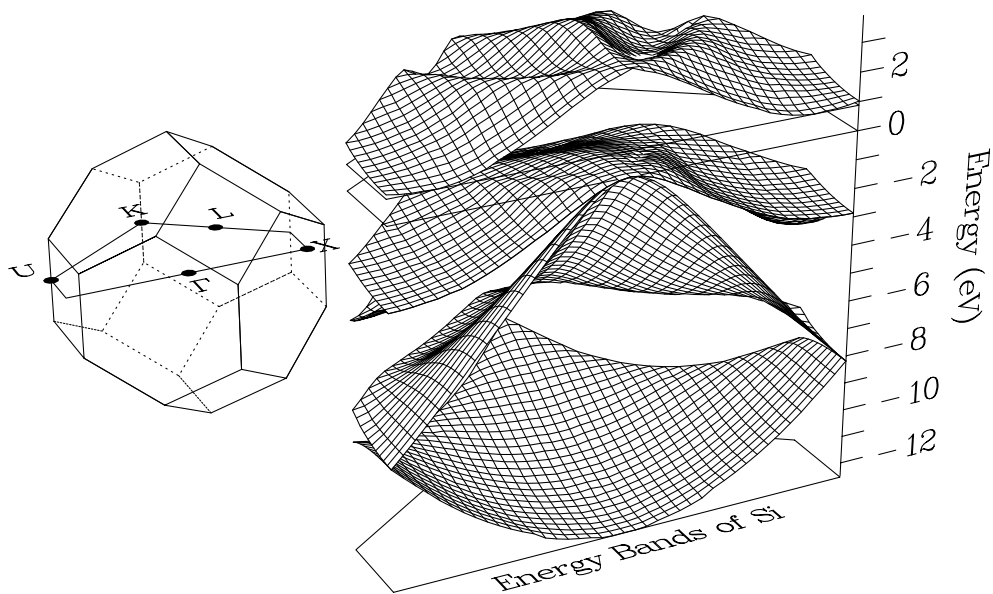 K
L
X
U
Γ
2
0
– 2
– 4
– 6
– 8
– 10
– 12
Energy (eV)
Energy Bands of Si